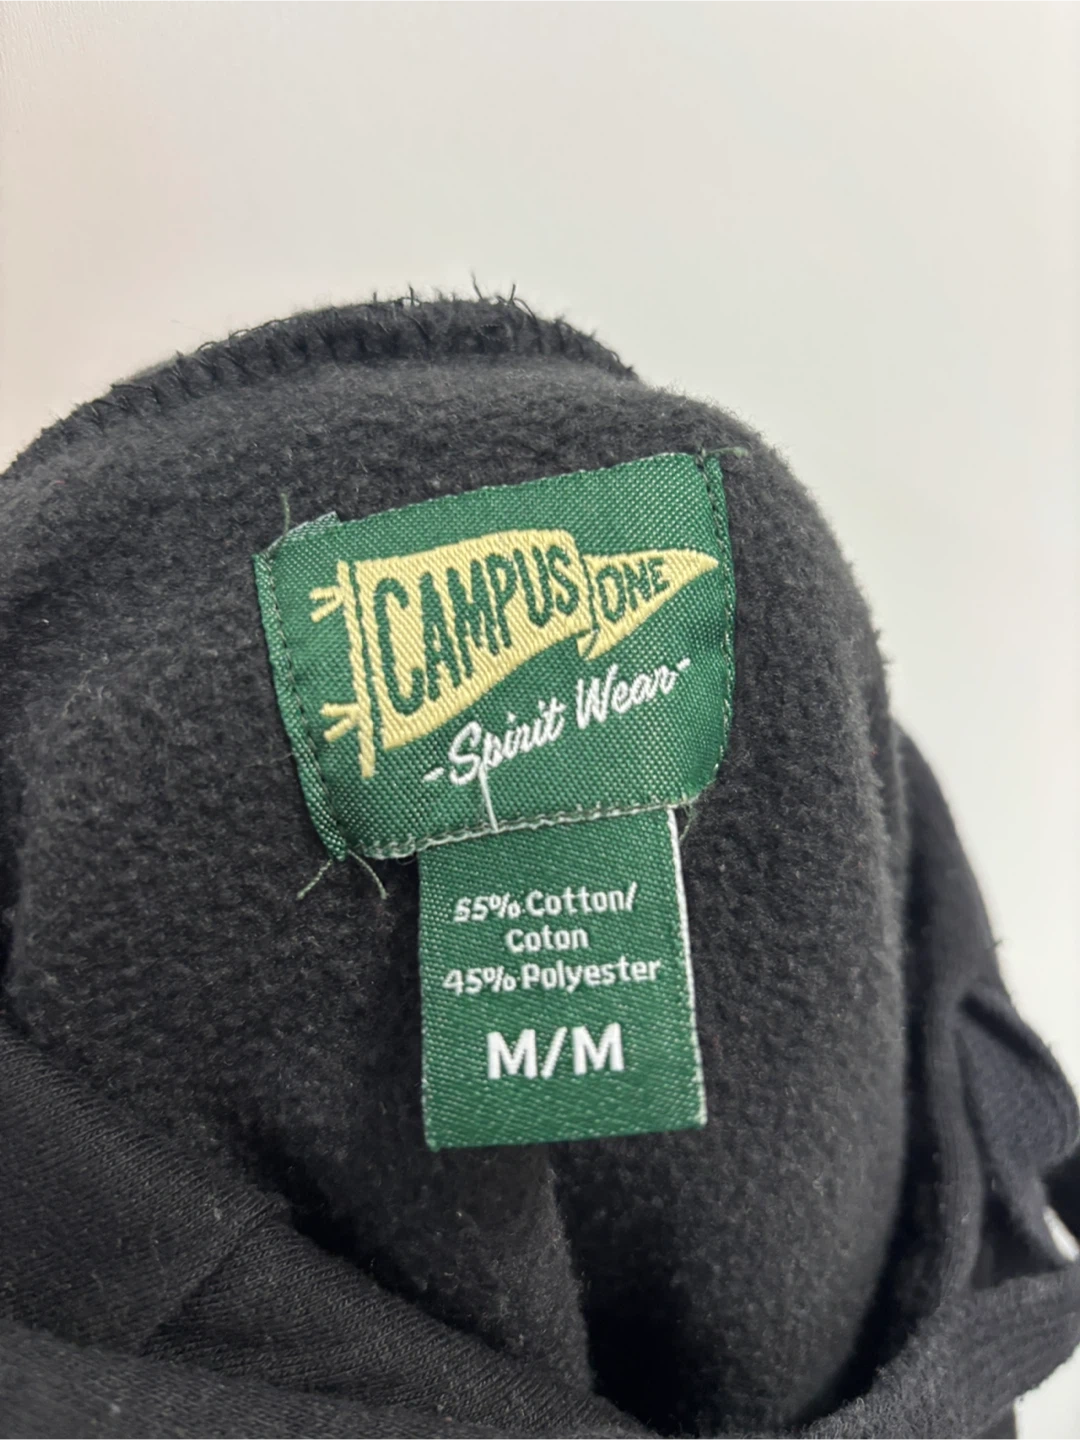 CAMPUS ONE
-Spirit Wear-
55% Cotton/
Coton
45% Polyester
M/M